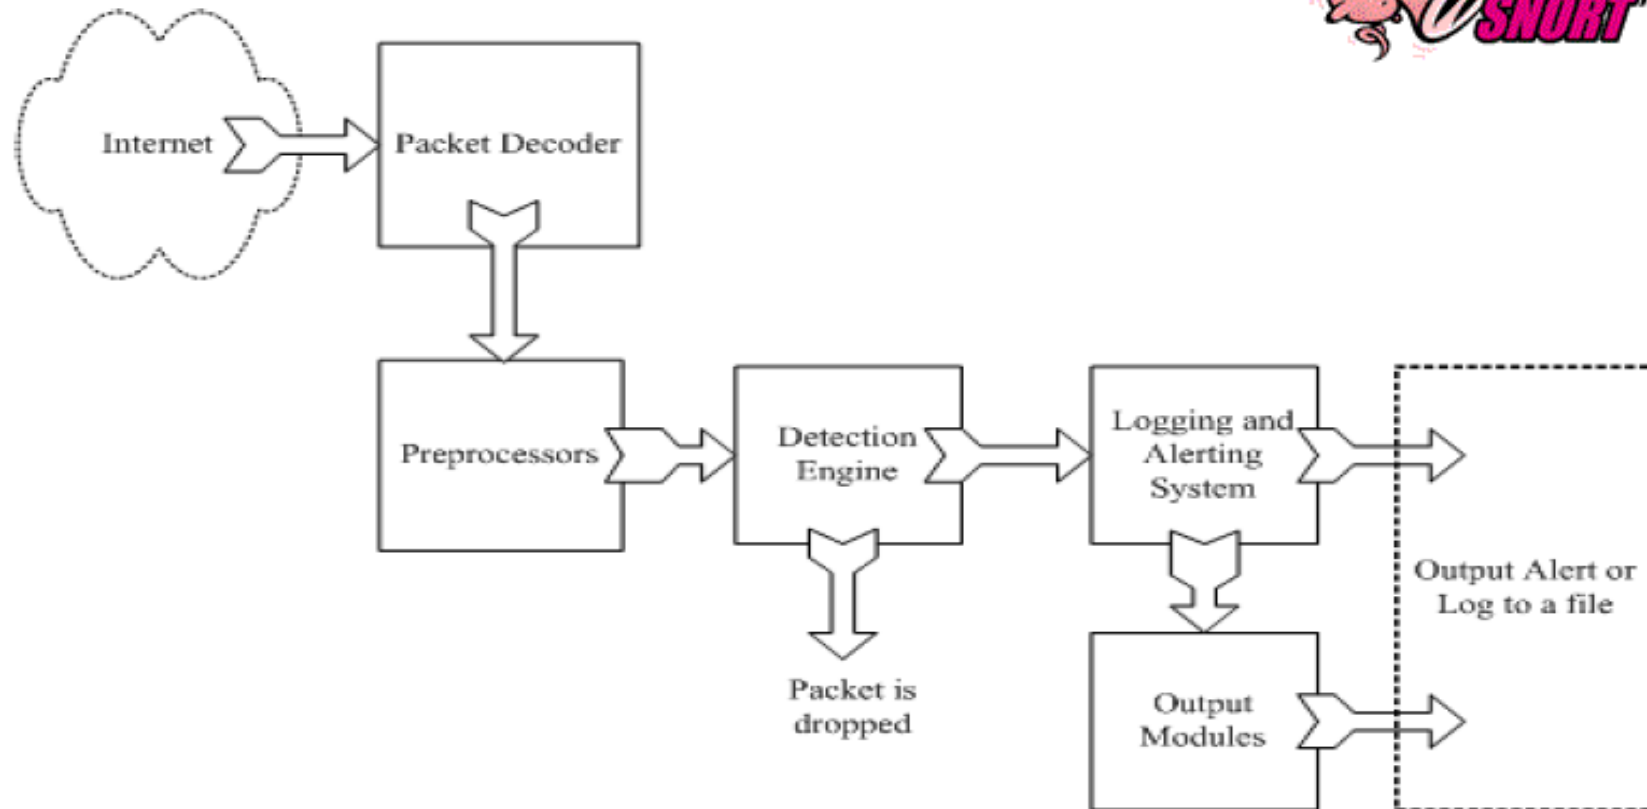 SNORT
Internet
Packet Decoder
Preprocessors
Detection
Engine
Logging and
Alerting
System
Output Alert or
Log to a file
Packet is
dropped
Output
Modules